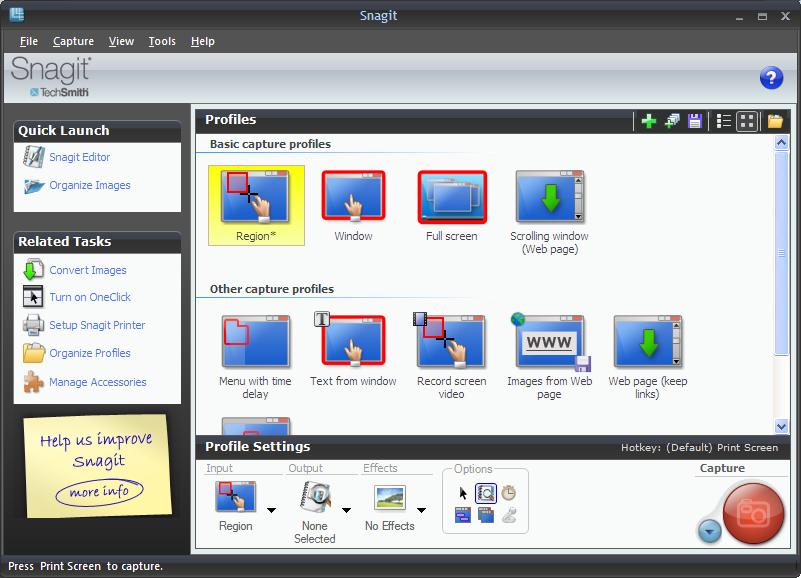 Snagit
File Capture View Tools Help
Snagit
TechSmith
?
Quick Launch
Snagit Editor
Organize Images
Related Tasks
Convert Images
Turn on OneClick
Setup Snagit Printer
Organize Profiles
Manage Accessories
Help us improve
Snagit
more info
Profiles
Basic capture profiles
Region*
Window
Full screen
Scrolling window
(Web page)
Other capture profiles
T
WWW
Menu with time
delay
Text from window
Record screen
video
Images from Web
page
Web page (keep
links)
Profile Settings
Hotkey: (Default) Print Screen
Input
Output
Effects
Options
Capture
Region
None
Selected
No Effects
Press Print Screen to capture.